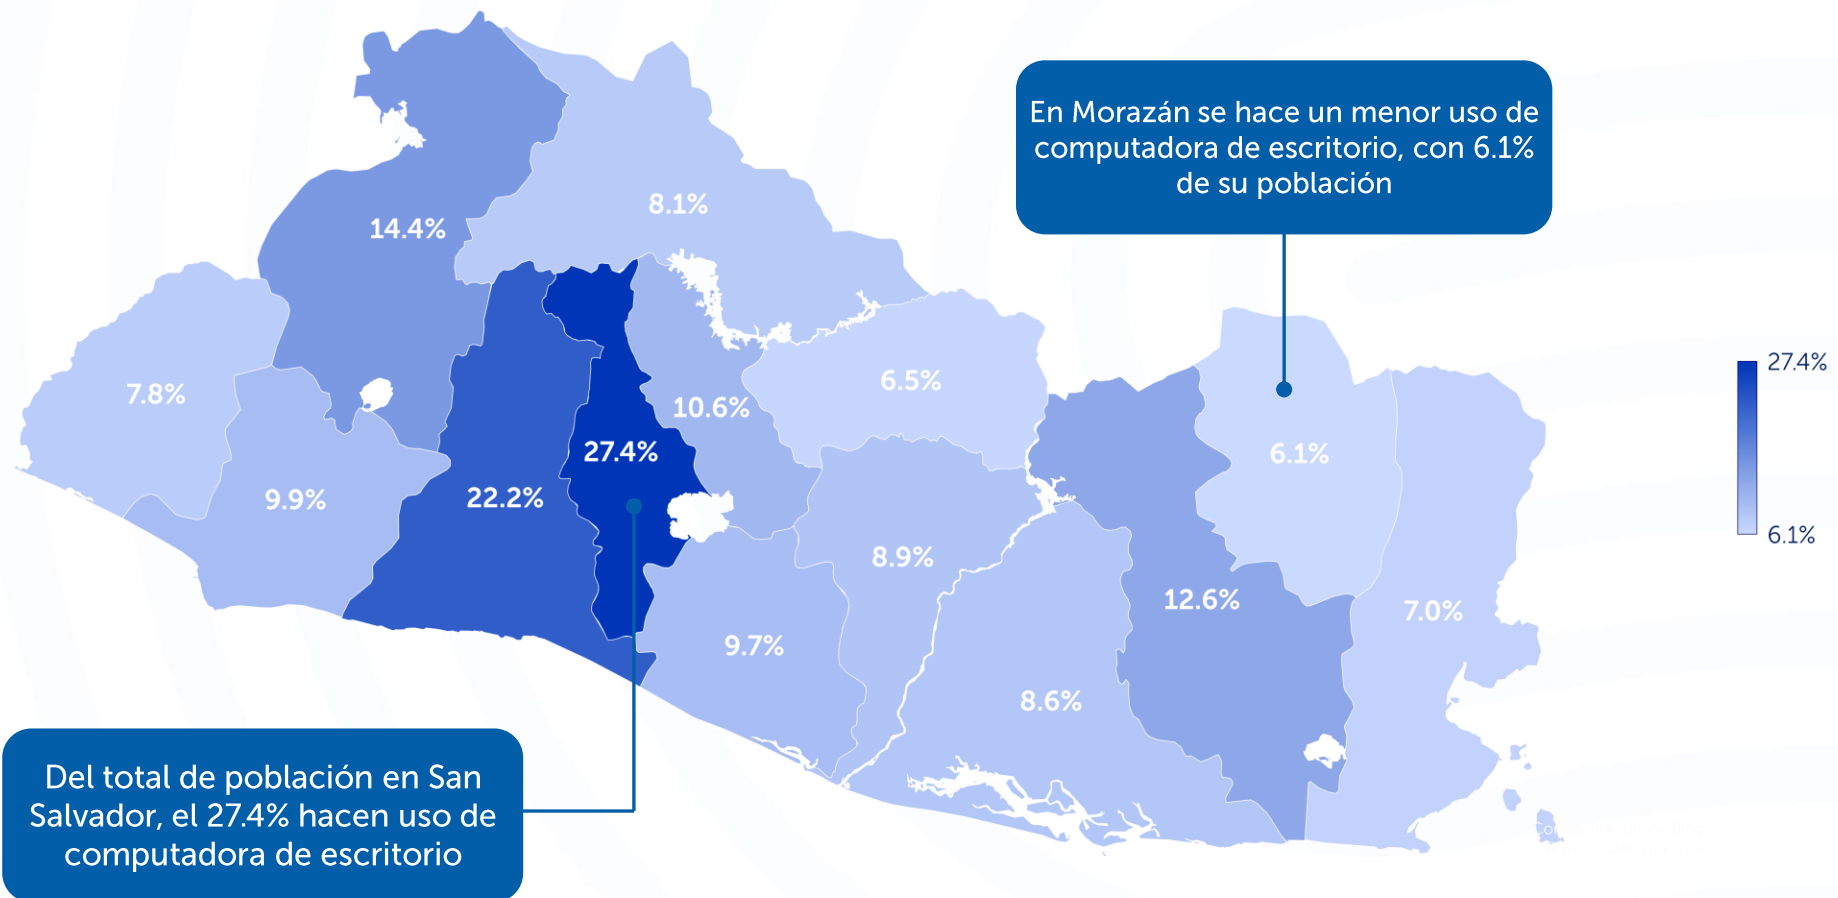 En Morazán se hace un menor uso de
computadora de escritorio, con 6.1%
de su población
8.1%
14.4%
27.4%
6.5%
7.8%
10.6%
27.4%
6.1%
9.9%
22.2%
6.1%
8.9%
12.6%
7.0%
9.7%
8.6%
Del total de población en San
Salvador, el 27.4% hacen uso de
computadora de escritorio